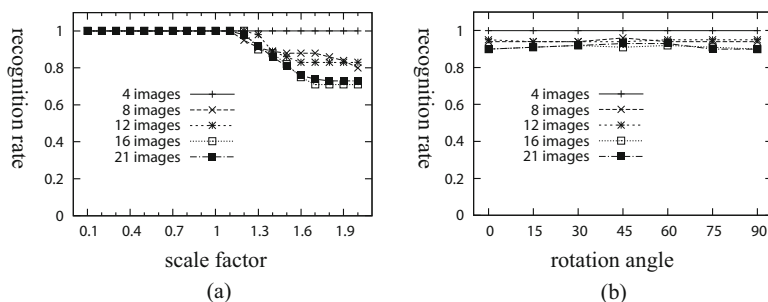 recognition rate
1
0.8
0.6
0.4
0.2
0
4 images
8 images
12 images
16 images
21 images
0.1 0.4 0.7 1 1.3 1.6 1.9
scale factor
(a)
recognition rate
1
0.8
0.6
0.4
0.2
0
4 images
8 images
12 images
16 images
21 images
0 15 30 45 60 75 90
rotation angle
(b)